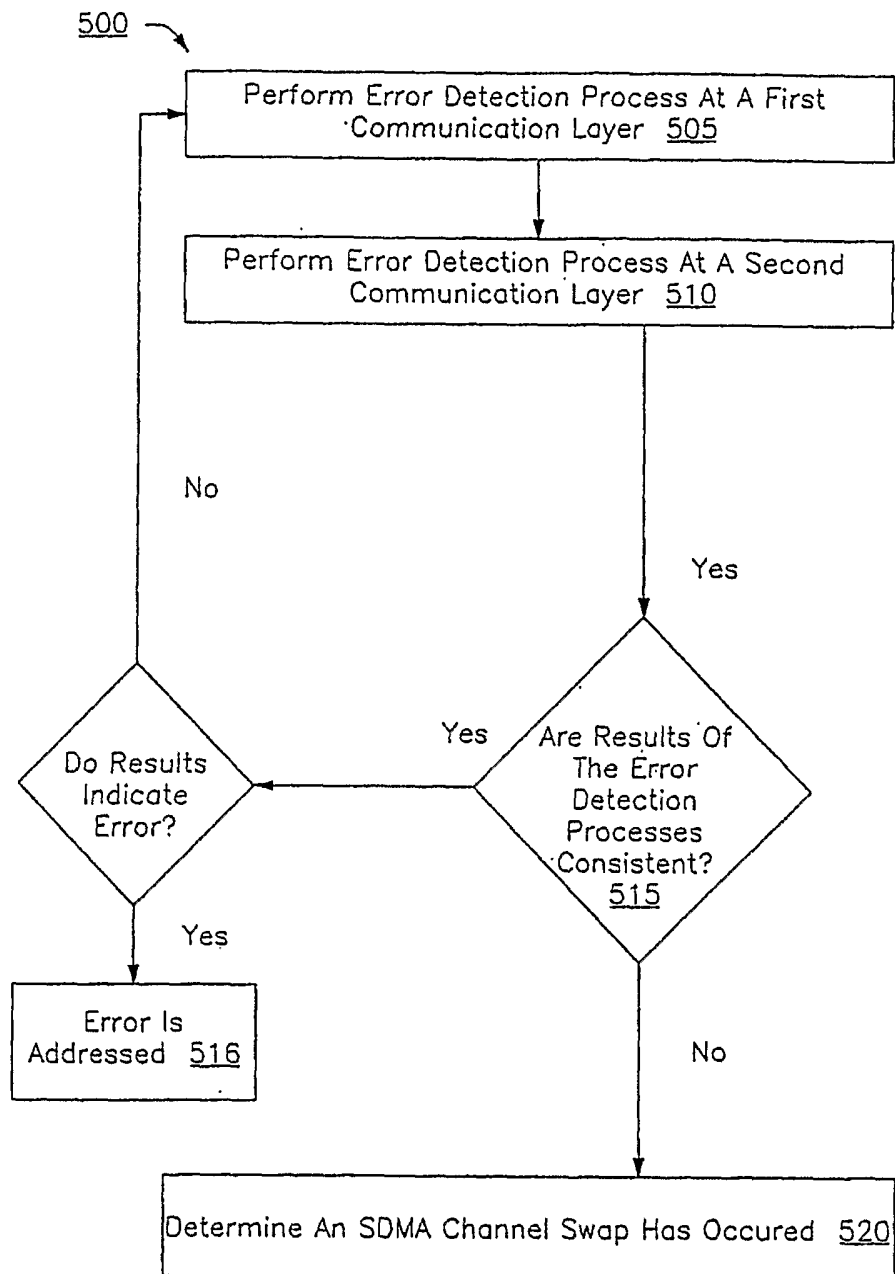 500
Perform Error Detection Process At A First
Communication Layer 505
Perform Error Detection Process At A Second
Communication Layer 510
No
Yes
Yes
Are Results Of
The Error
Detection
Processes
Consistent?
515
Do Results
Indicate
Error?
Yes
Error Is
Addressed 516
No
Determine An SDMA Channel Swap Has Occured 520